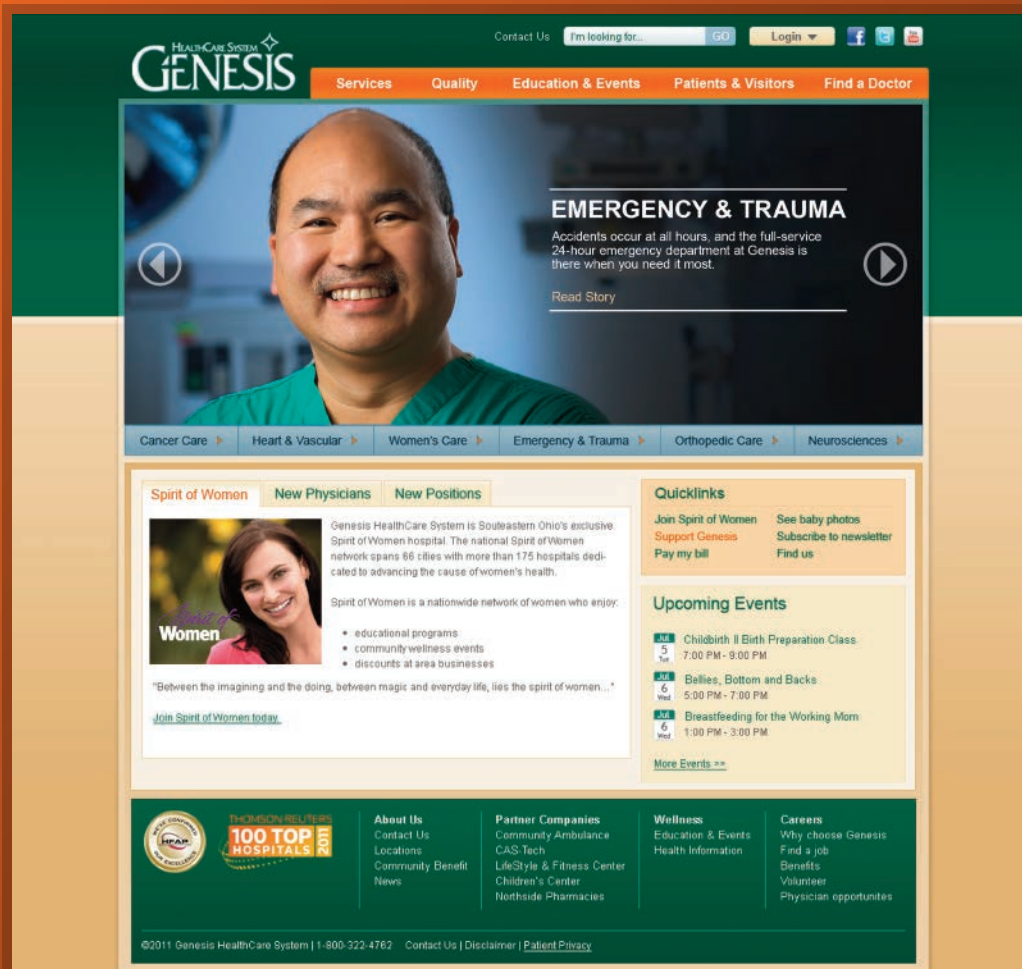 HEALTHCARE SYSTEM
GENESIS
Contact Us I'm looking for... GO Login
Services Quality Education & Events Patients & Visitors Find a Doctor
EMERGENCY & TRAUMA
Accidents occur at all hours, and the full-service
24-hour emergency department at Genesis is
there when you need it most.
Read Story
Cancer Care Heart & Vascular Women's Care Emergency & Trauma Orthopedic Care Neurosciences
Spirit of Women New Physicians New Positions
Genesis HealthCare System is Souteastern Ohio's exclusive
Spirit of Women hospital. The national Spirit of Women
network spans 66 cities with more than 175 hospitals dedi-
cated to advancing the cause of women's health.
Spirit of Women is a nationwide network of women who enjoy:
• educational programs
• community wellness events
• discounts at area businesses
Spirit of
Women
"Between the imagining and the doing, between magic and everyday life, lies the spirit of women..."
Join Spirit of Women today.
Quicklinks
Join Spirit of Women See baby photos
Support Genesis Subscribe to newsletter
Pay my bill Find us
Upcoming Events
Jul 5 Tue Childbirth II Birth Preparation Class
7:00 PM - 9:00 PM
Jul 6 Wed Bellies, Bottom and Backs
5:00 PM - 7:00 PM
Jul 6 Wed Breastfeeding for the Working Mom
1:00 PM - 3:00 PM
More Events >>
WE'VE CONFIRMED
HFAP
OUR EXCELLENCE
THOMSON REUTERS
100 TOP
HOSPITALS 2011
About Us
Contact Us
Locations
Community Benefit
News
Partner Companies
Community Ambulance
CAS-Tech
LifeStyle & Fitness Center
Children's Center
Northside Pharmacies
Wellness
Education & Events
Health Information
Careers
Why choose Genesis
Find a job
Benefits
Volunteer
Physician opportunites
©2011 Genesis HealthCare System | 1-800-322-4762 Contact Us | Disclaimer | Patient Privacy